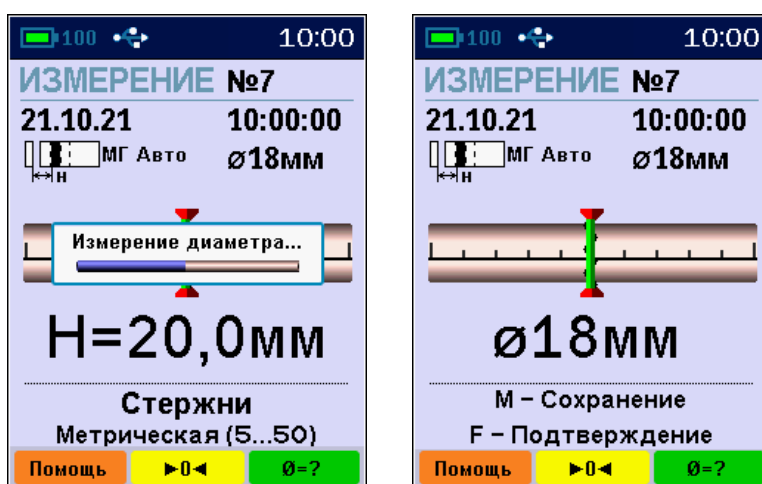 100 10:00
ИЗМЕРЕНИЕ №7
21.10.21 10:00:00
МГ Авто ø18мм
H
Измерение диаметра...
H=20,0мм
Стержни
Метрическая (5...50)
Помощь ►0◄ Ø=?
100 10:00
ИЗМЕРЕНИЕ №7
21.10.21 10:00:00
МГ Авто ø18мм
H
ø18мм
М – Сохранение
F – Подтверждение
Помощь ►0◄ Ø=?